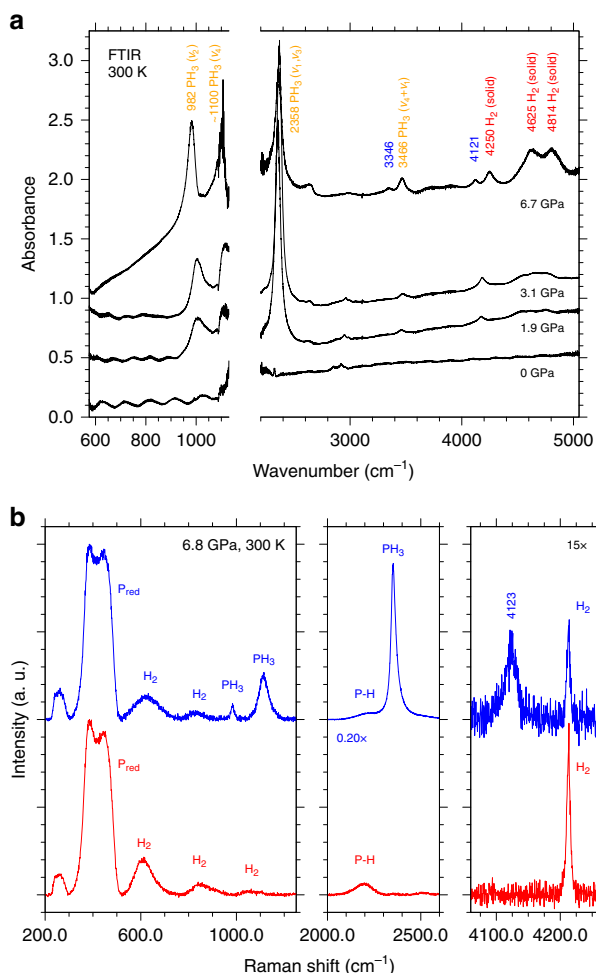 a
FTIR
300 K
982 PH3 (ν2)
~1100 PH3 (ν4)
2358 PH3 (ν1,ν3)
3346
3466 PH3 (ν4+ν1)
4121
4250 H2 (solid)
4625 H2 (solid)
4814 H2 (solid)
6.7 GPa
3.1 GPa
1.9 GPa
0 GPa
Absorbance
3.0
2.5
2.0
1.5
1.0
0.5
0.0
600 800 1000 3000 4000 5000
Wavenumber (cm−1)
b
6.8 GPa, 300 K
Pred
H2
H2
PH3
PH3
PH3
P-H
0.20×
15×
4123
H2
Pred
H2
H2
H2
P-H
H2
Intensity (a. u.)
200.0 600.0 1000.0 2000.0 2500.0 4100.0 4200.0
Raman shift (cm−1)